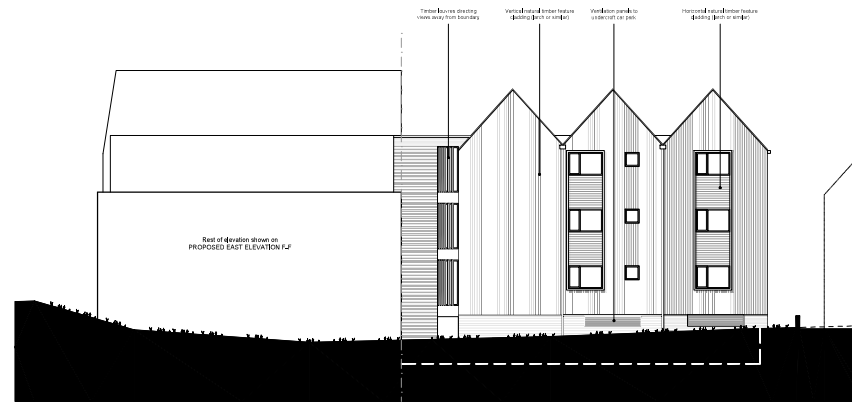 Timber louvres directing
views away from boundary
Vertical natural timber feature
cladding (larch or similar)
Ventilation panels to
undercroft car park
Horizontal natural timber feature
cladding (larch or similar)
Rest of elevation shown on
PROPOSED EAST ELEVATION F-F